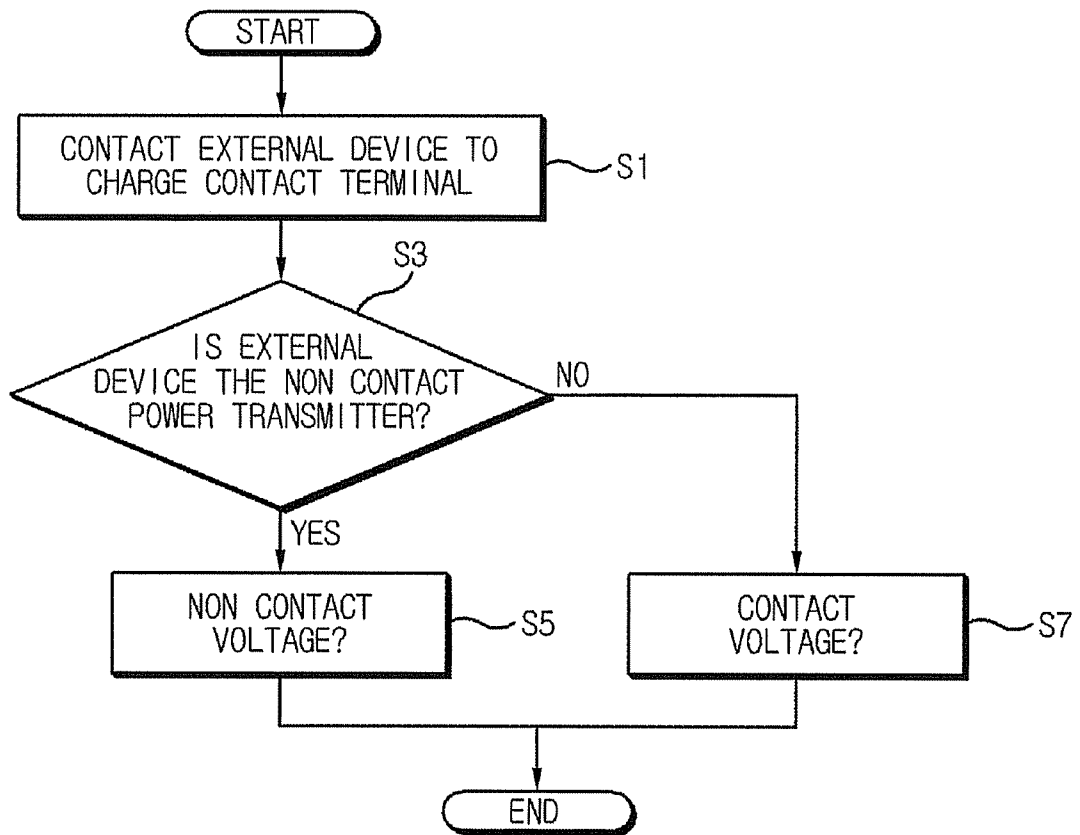 START
CONTACT EXTERNAL DEVICE TO
CHARGE CONTACT TERMINAL
S1
S3
IS EXTERNAL
DEVICE THE NON CONTACT
POWER TRANSMITTER?
NO
YES
NON CONTACT
VOLTAGE?
S5
CONTACT
VOLTAGE?
S7
END